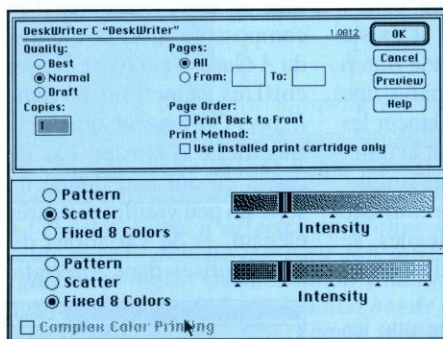 DeskWriter C “DeskWriter” 1.0012 OK
Quality: Pages: Cancel
Best All
Normal From: To: Preview
Draft
Copies: Page Order: Help
1 Print Back to Front
Print Method:
Use installed print cartridge only
Pattern
Scatter
Fixed 8 Colors Intensity
Pattern
Scatter
Fixed 8 Colors Intensity
Complex Color Printing